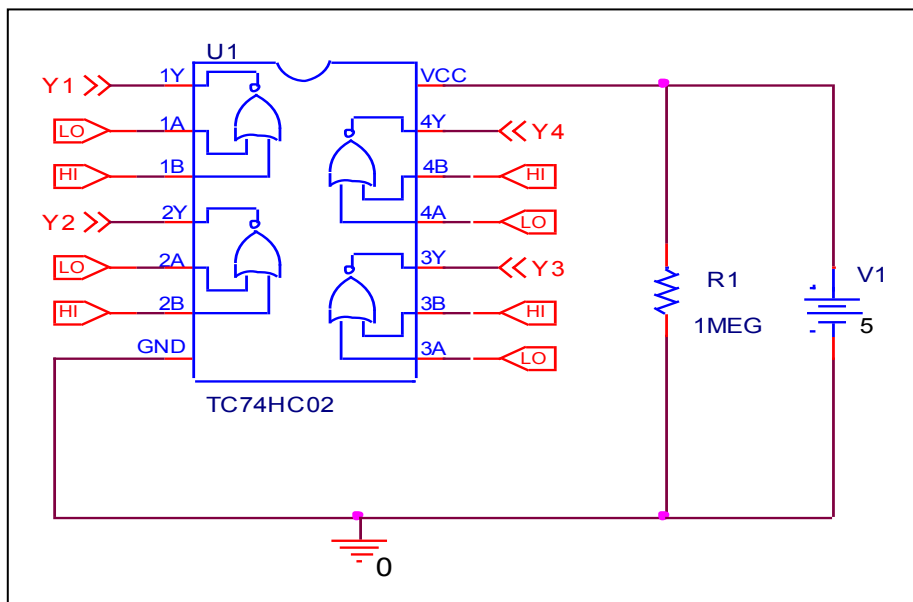 U1
Y1
1Y
VCC
LO
1A
4Y
Y4
HI
1B
4B
HI
Y2
2Y
4A
LO
LO
2A
3Y
Y3
HI
2B
3B
HI
GND
3A
LO
TC74HC02
R1
1MEG
V1
5
0